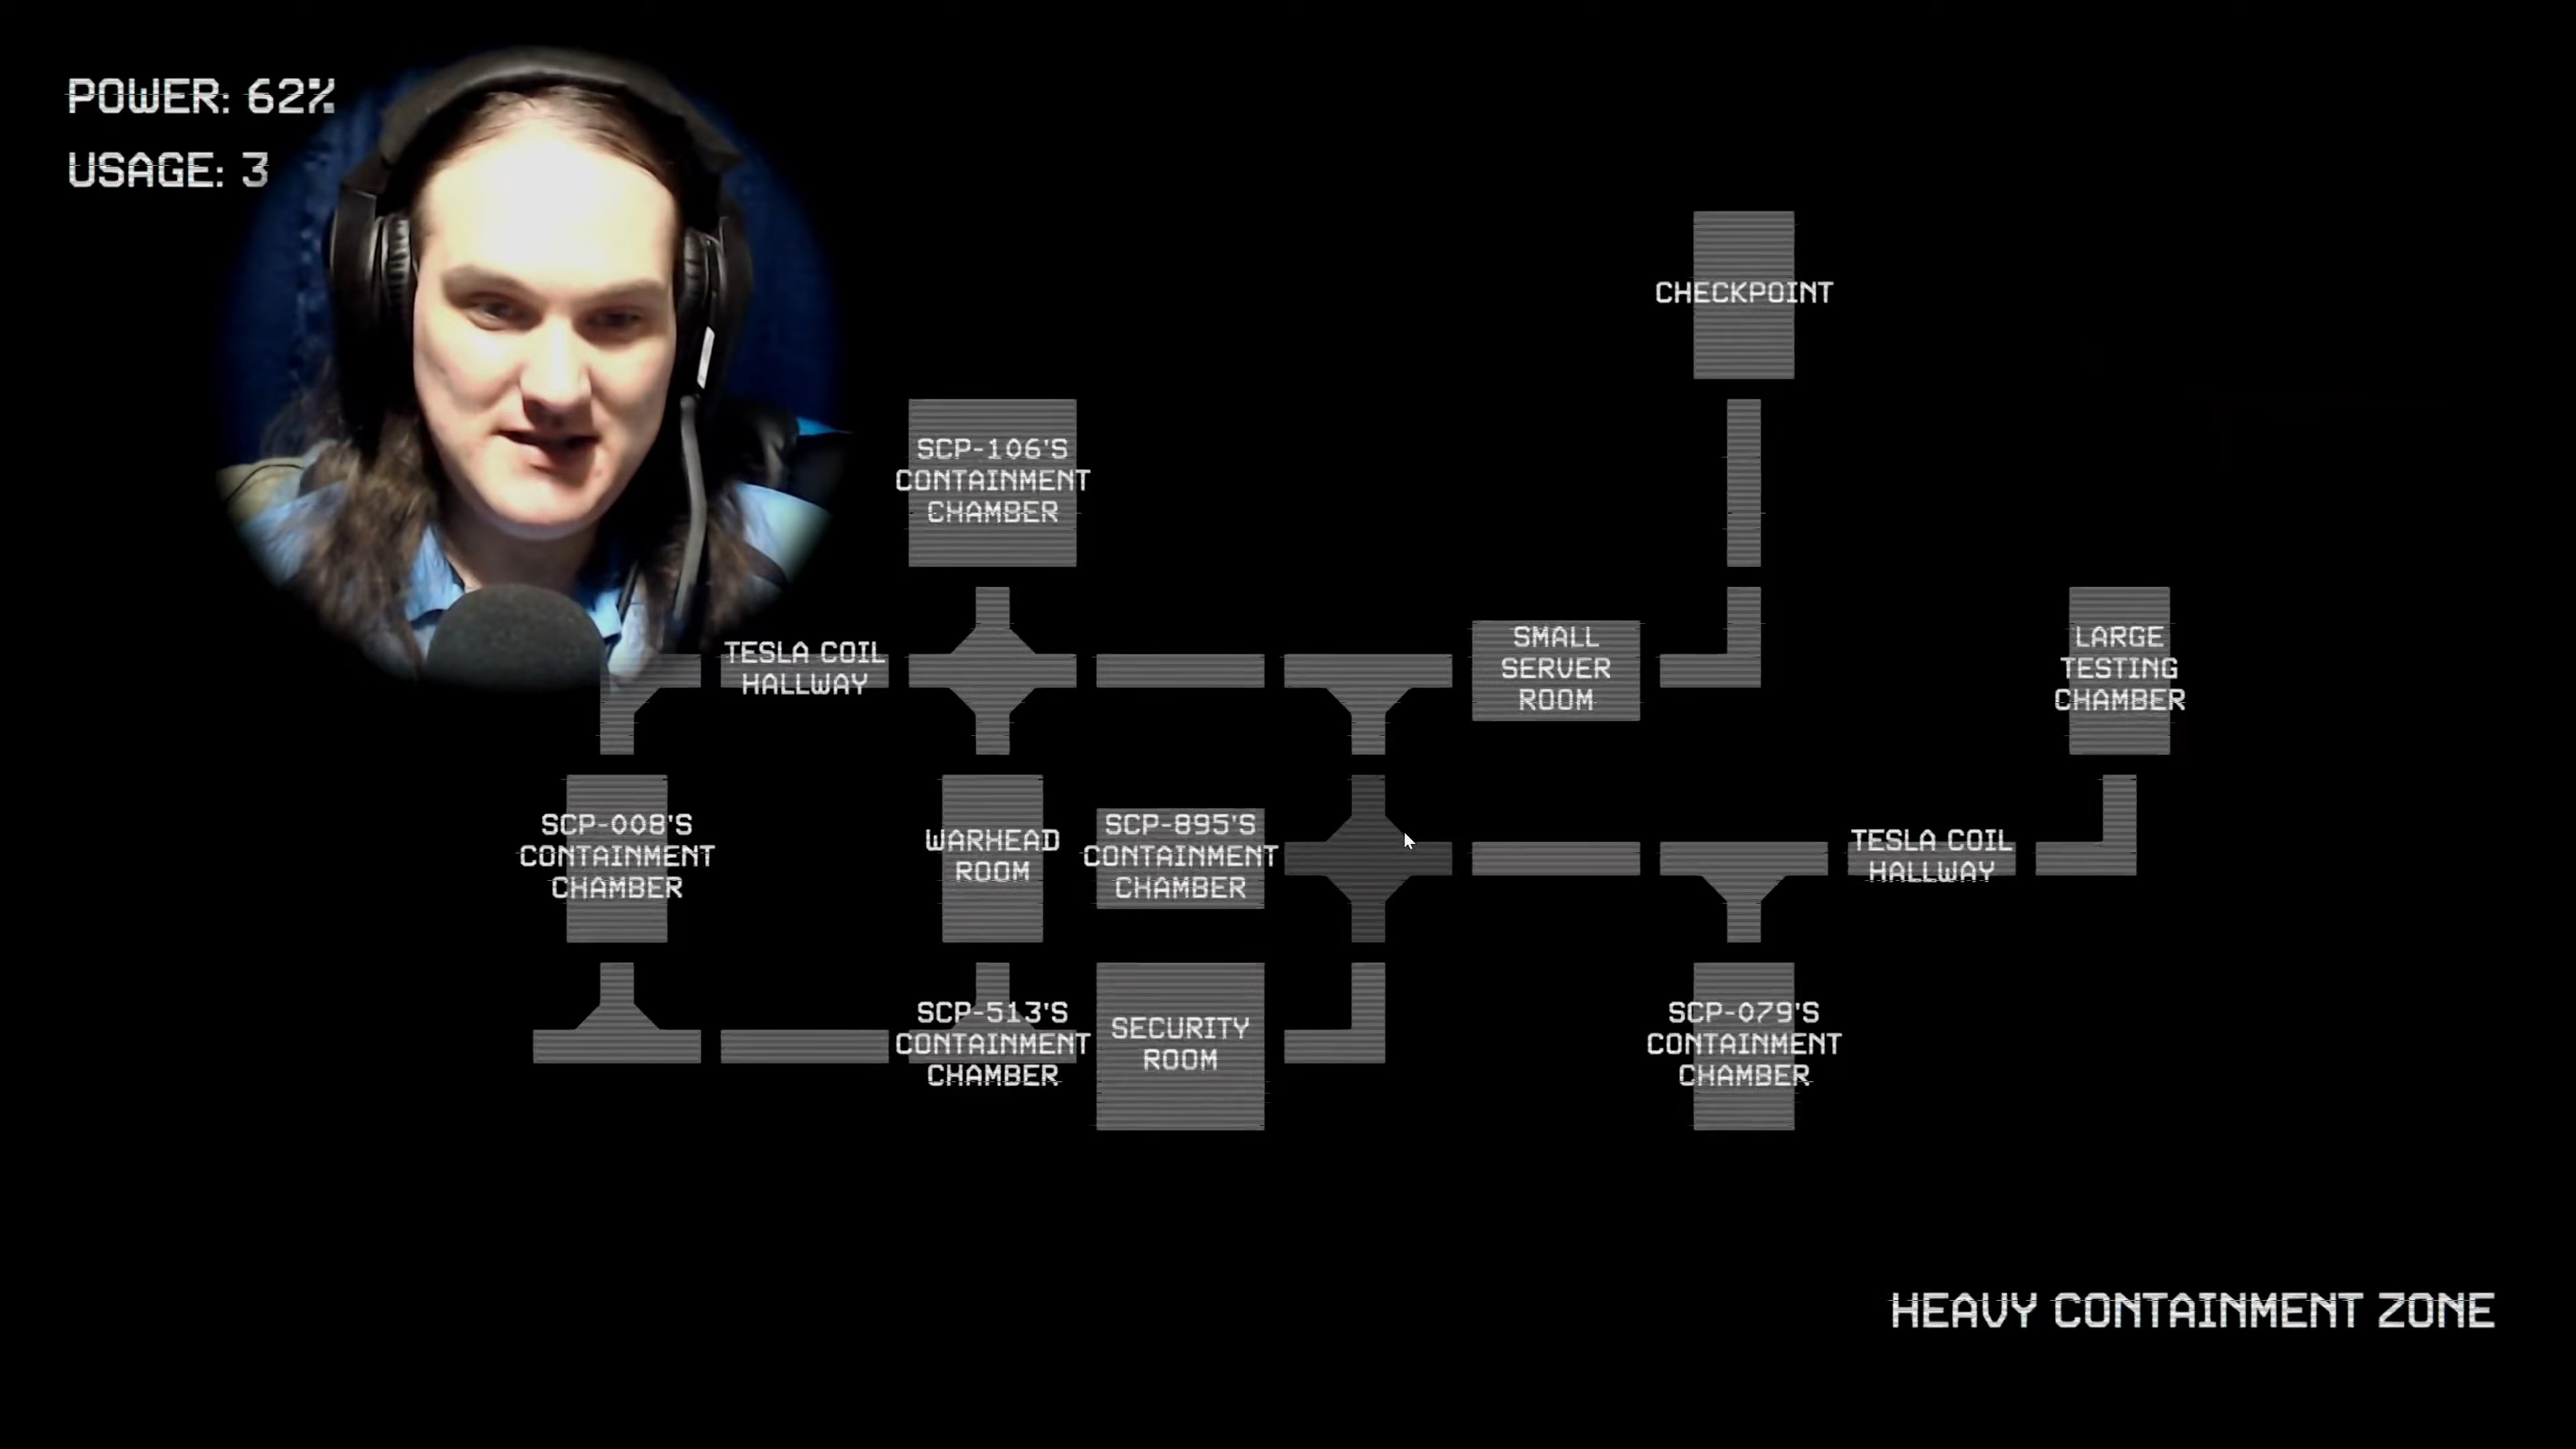 POWER: 62%
USAGE: 3
CHECKPOINT
SCP-106'S
CONTAINMENT
CHAMBER
TESLA COIL
HALLWAY
SMALL
SERVER
ROOM
LARGE
TESTING
CHAMBER
SCP-008'S
CONTAINMENT
CHAMBER
WARHEAD
ROOM
SCP-895'S
CONTAINMENT
CHAMBER
TESLA COIL
HALLWAY
SCP-513'S
CONTAINMENT
CHAMBER
SECURITY
ROOM
SCP-079'S
CONTAINMENT
CHAMBER
HEAVY CONTAINMENT ZONE